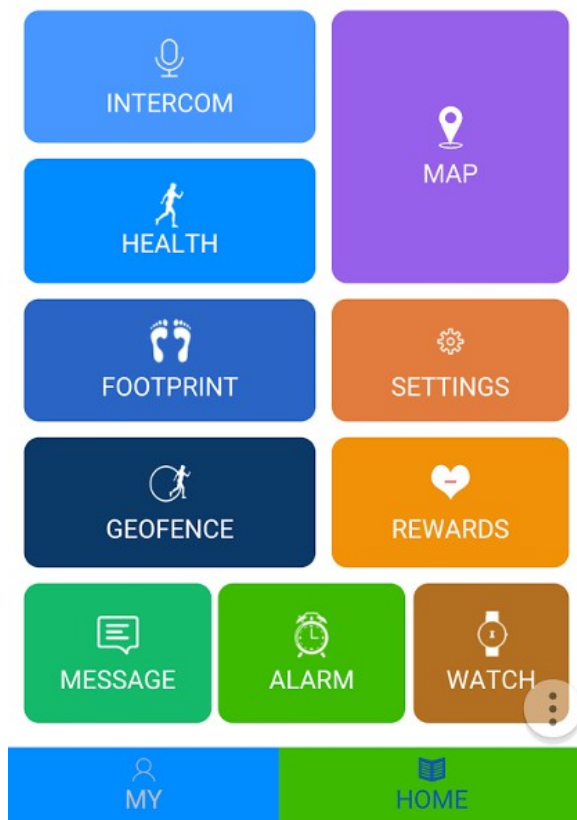 INTERCOM
MAP
HEALTH
FOOTPRINT
SETTINGS
GEOFENCE
REWARDS
MESSAGE
ALARM
WATCH
MY
HOME